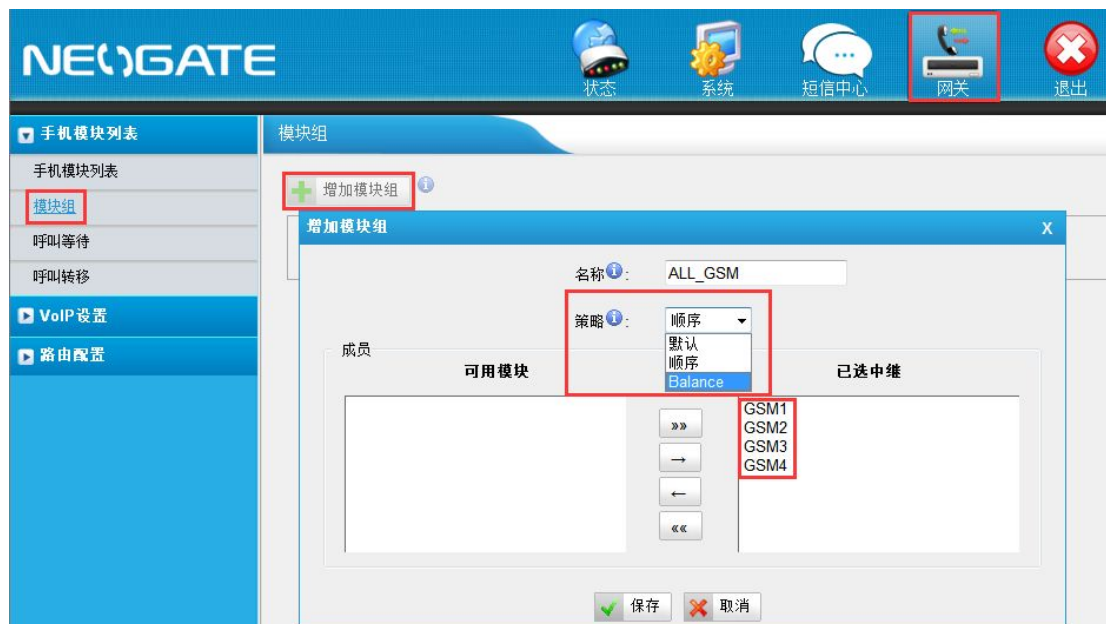 NEOGATE
状态
系统
短信中心
网关
退出
手机模块列表
模块组
手机模块列表
增加模块组
模块组
增加模块组
X
呼叫等待
呼叫转移
名称 :
ALL_GSM
VoIP设置
策略 :
顺序
默认
顺序
Balance
路由配置
成员
可用模块
已选中继
GSM1
GSM2
GSM3
GSM4
»»
→
←
««
保存
取消